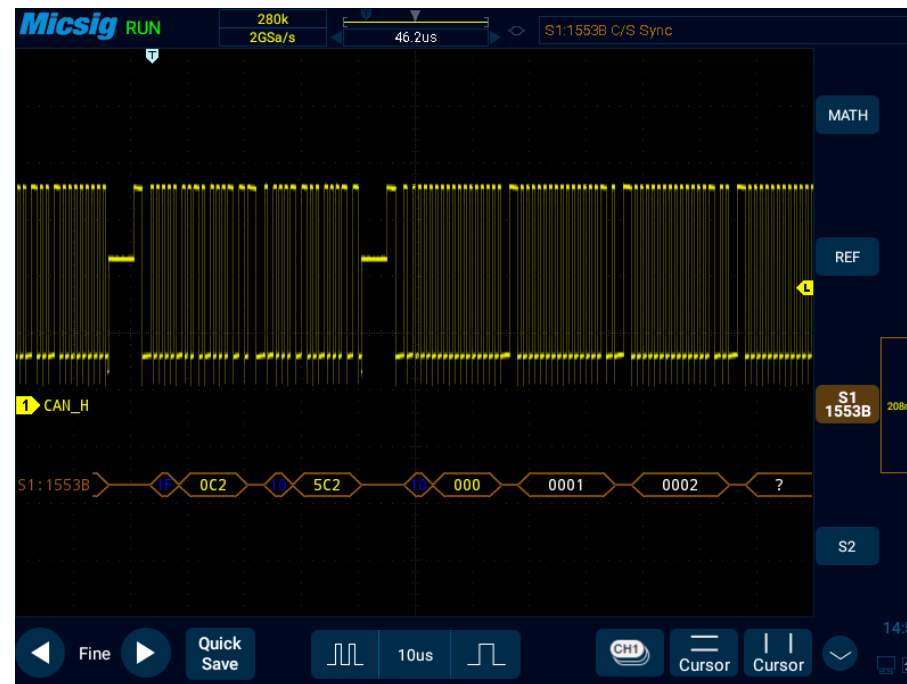 Micsig RUN 280k 2GSa/s 46.2us S1:1553B C/S Sync
T
MATH
REF
L
1 CAN_H
S1 1553B
S1:1553B 1F 0C2 10 5C2 10 000 0001 0002 ?
S2
Fine
Quick Save
10us
CH1
Cursor
Cursor